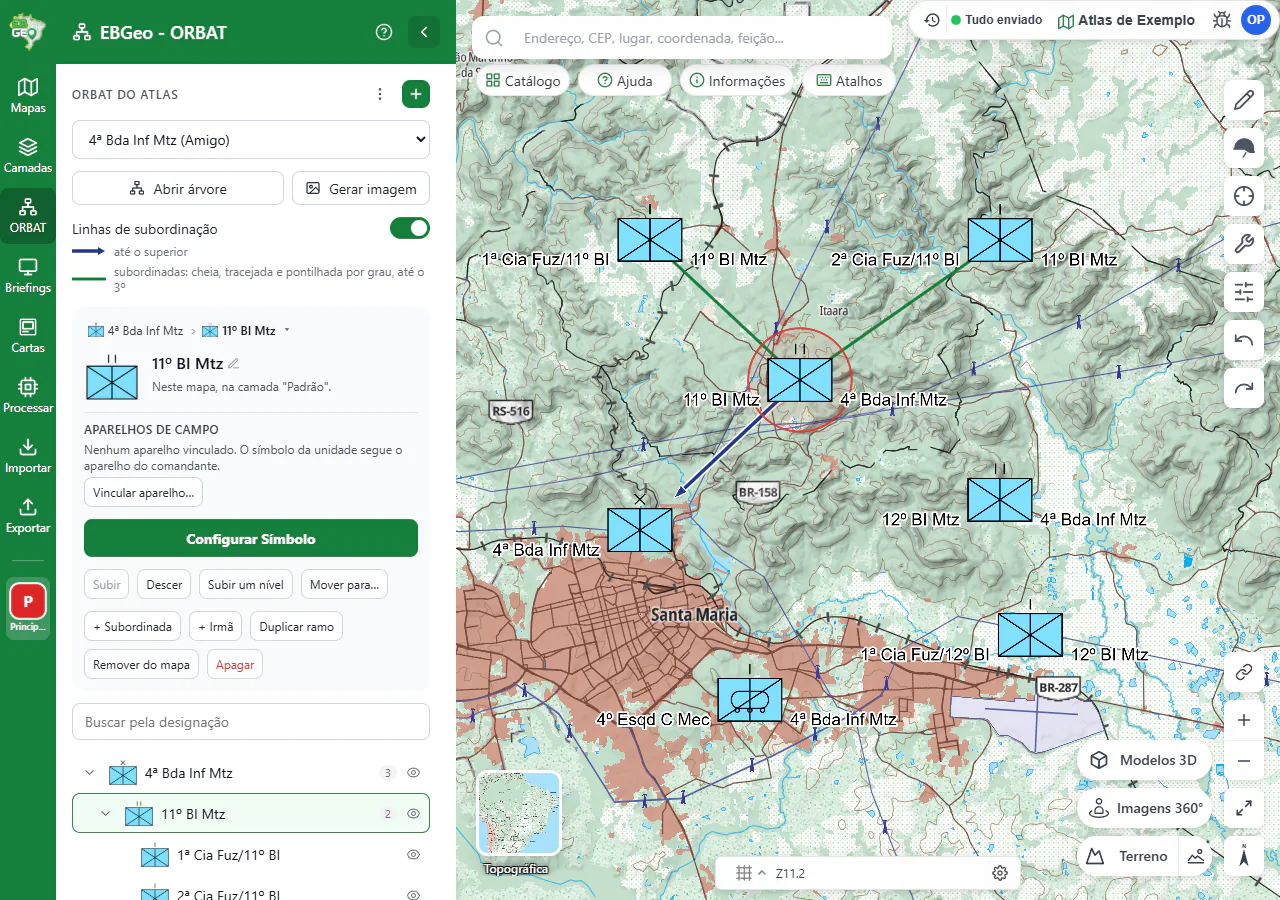 EBGEO
EBGeo - ORBAT
Mapas
Camadas
ORBAT
Briefings
Cartas
Processar
Importar
Exportar
P
Princip...
ORBAT DO ATLAS
4ª Bda Inf Mtz (Amigo)
Abrir árvore
Gerar imagem
Linhas de subordinação
até o superior
subordinadas: cheia, tracejada e pontilhada por grau, até o
3º
4ª Bda Inf Mtz
11º BI Mtz
11º BI Mtz
Neste mapa, na camada "Padrão".
APARELHOS DE CAMPO
Nenhum aparelho vinculado. O símbolo da unidade segue o
aparelho do comandante.
Vincular aparelho...
Configurar Símbolo
Subir
Descer
Subir um nível
Mover para...
+ Subordinada
+ Irmã
Duplicar ramo
Remover do mapa
Apagar
Buscar pela designação
4ª Bda Inf Mtz
3
11º BI Mtz
2
1ª Cia Fuz/11º BI
2ª Cia Fuz/11º BI
Endereço, CEP, lugar, coordenada, feição...
Tudo enviado
Atlas de Exemplo
OP
Catálogo
Ajuda
Informações
Atalhos
1ª Cia Fuz/11º BI
11º BI Mtz
2ª Cia Fuz/11º BI
11º BI Mtz
Itaara
RS-516
11º BI Mtz
4ª Bda Inf Mtz
BR-158
12º BI Mtz
4ª Bda Inf Mtz
4ª Bda Inf Mtz
Santa Maria
1ª Cia Fuz/12º BI
12º BI Mtz
BR-287
4º Esqd C Mec
4ª Bda Inf Mtz
Topográfica
Z11.2
Modelos 3D
Imagens 360°
Terreno
N